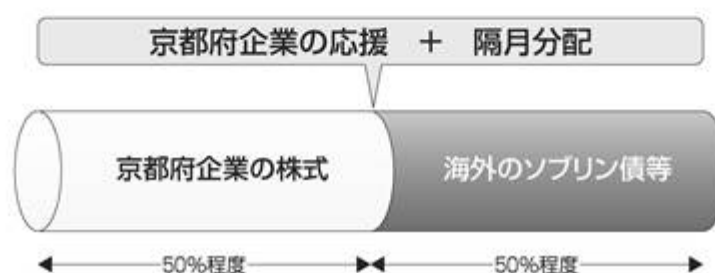 京都府企業の応援　＋　隔月分配
京都府企業の株式
海外のソブリン債等
50%程度
50%程度